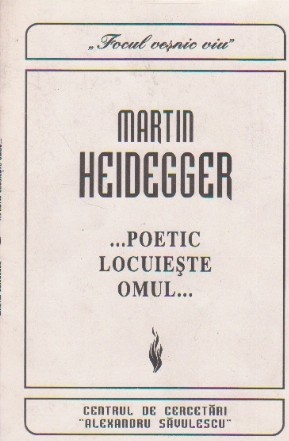 „Focul veșnic viu”
MARTIN
HEIDEGGER
...POETIC
LOCUIEȘTE
OMUL...
CENTRUL DE CERCETĂRI
"ALEXANDRU SĂVULESCU"